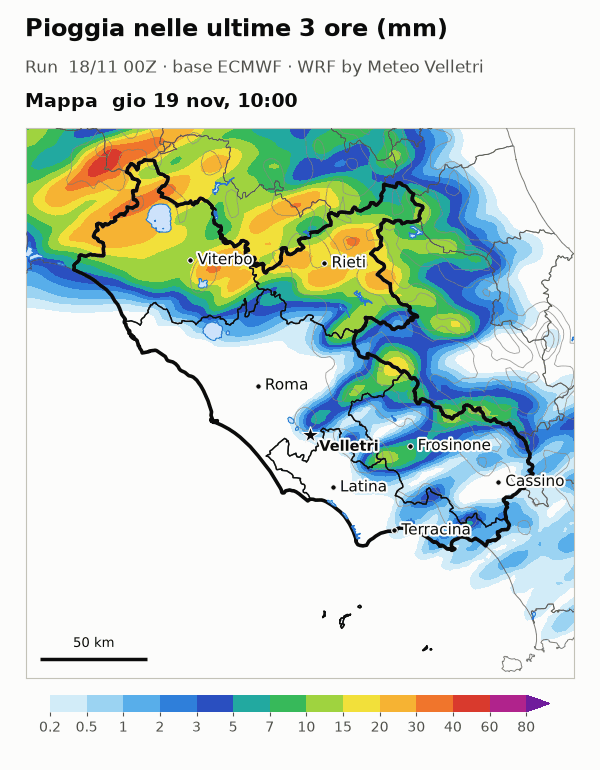 Pioggia nelle ultime 3 ore (mm)
Run 18/11 00Z · base ECMWF · WRF by Meteo Velletri
Mappa gio 19 nov, 10:00
Viterbo
Rieti
Roma
Velletri
Frosinone
Latina
Cassino
Terracina
50 km
0.2 0.5 1 2 3 5 7 10 15 20 30 40 60 80